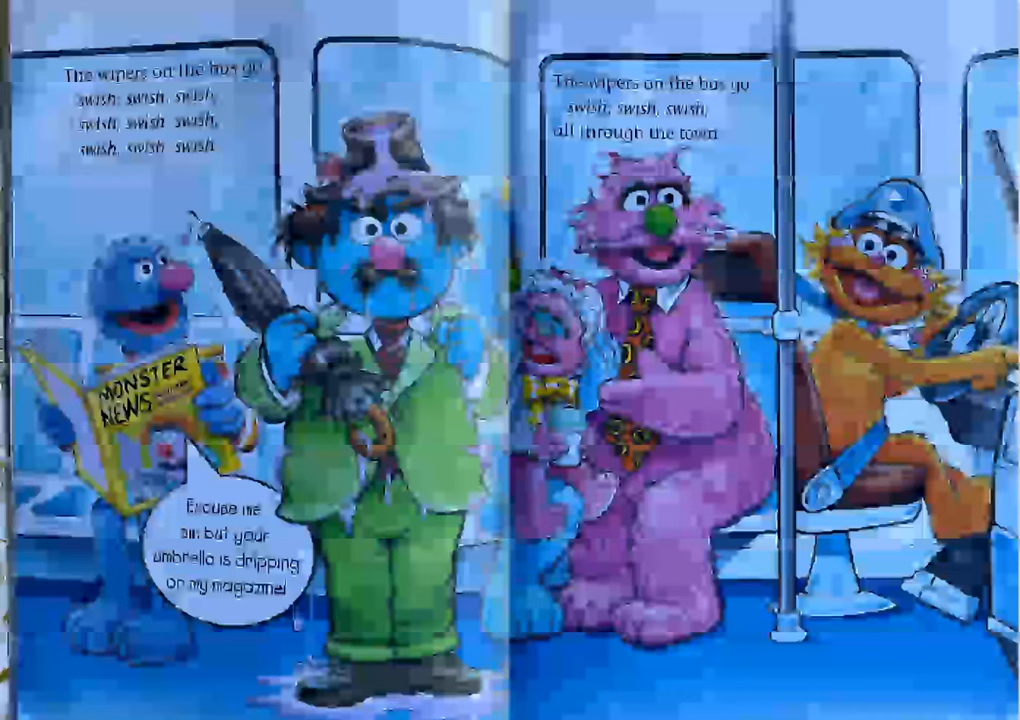 The wipers on the bus go
swish, swish, swish,
swish, swish, swish,
swish, swish, swish
The wipers on the bus go
swish, swish, swish,
all through the town
MONSTER
NEWS
Excuse me
sir, but your
umbrella is dripping
on my magazine!